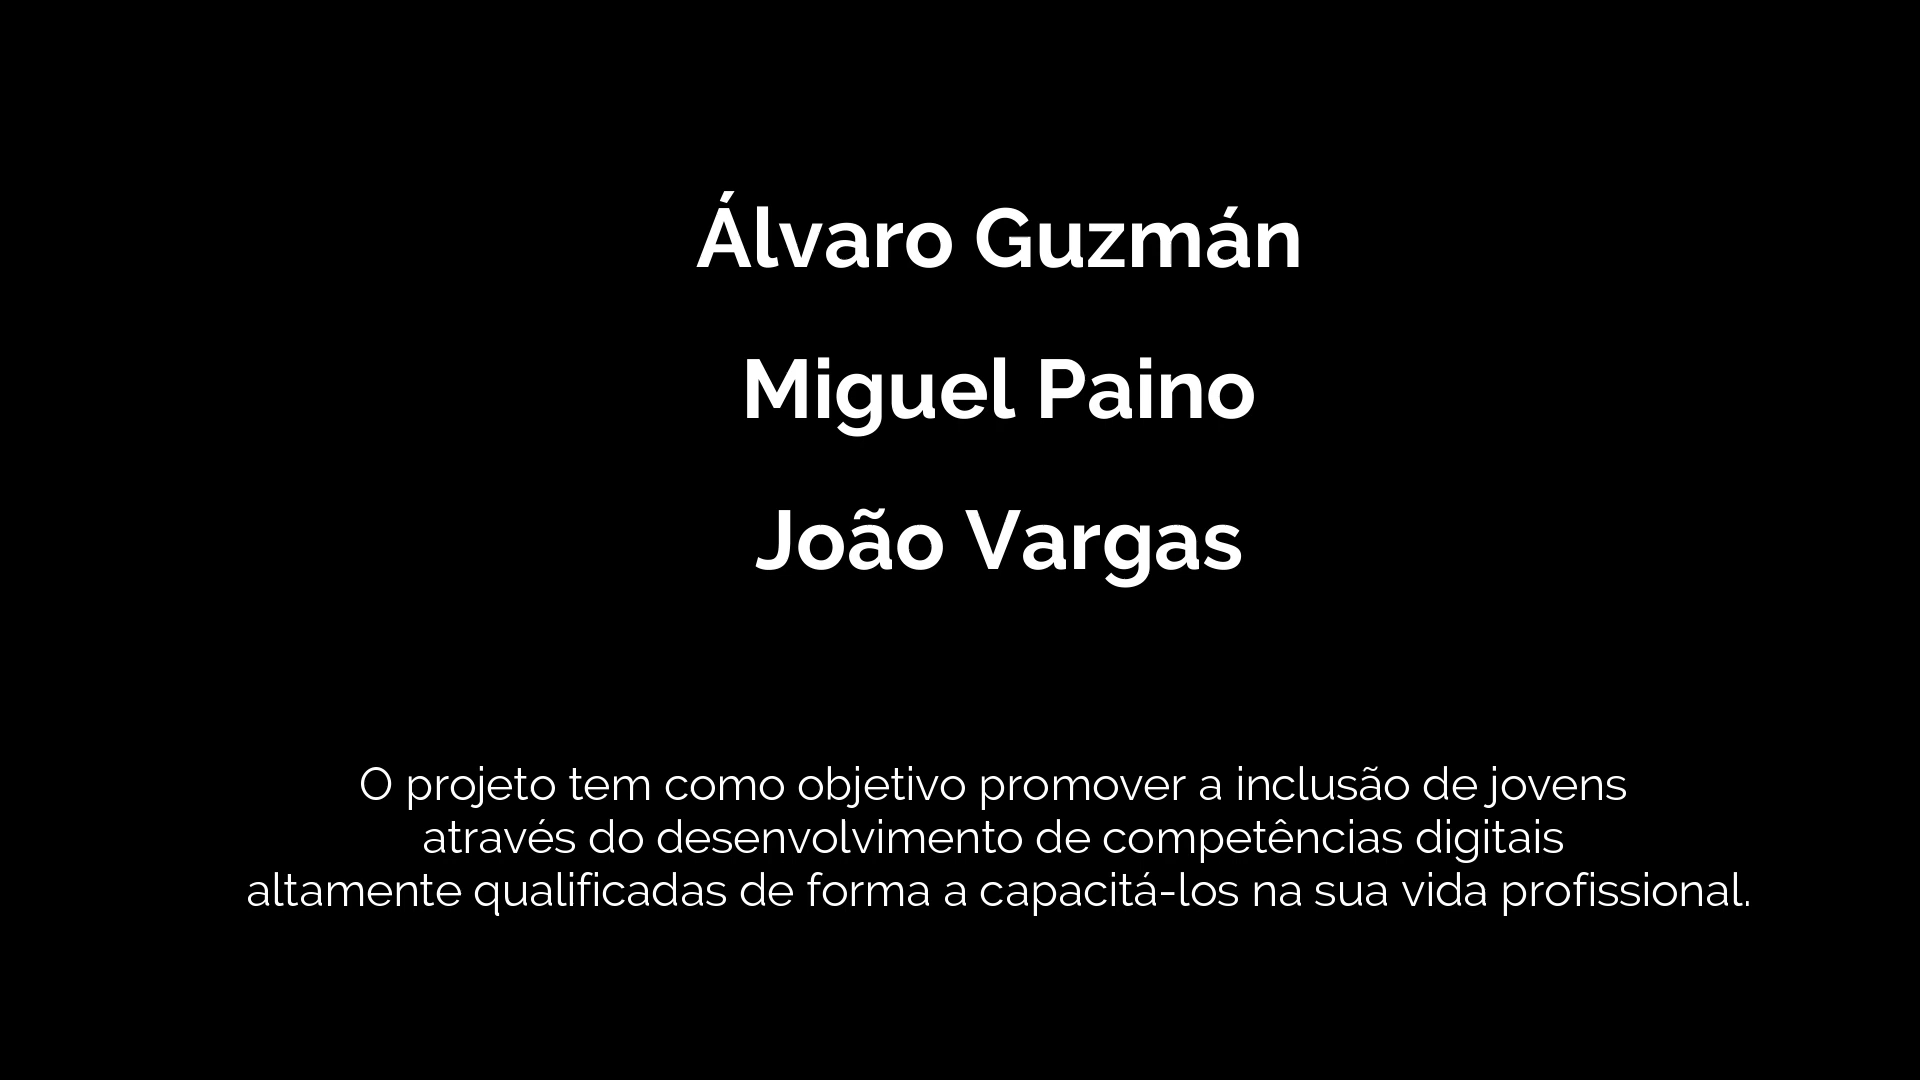 Álvaro Guzmán
Miguel Paino
João Vargas
O projeto tem como objetivo promover a inclusão de jovens
através do desenvolvimento de competências digitais
altamente qualificadas de forma a capacitá-los na sua vida profissional.